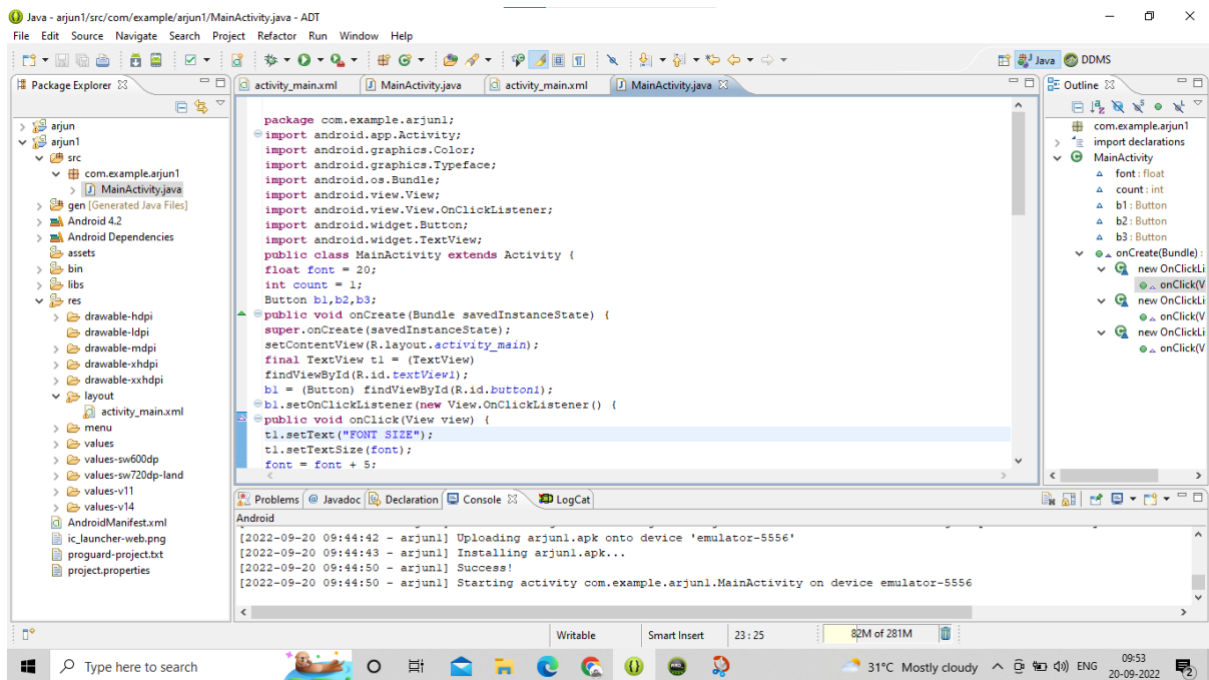 Java - arjun1/src/com/example/arjun1/MainActivity.java - ADT
File Edit Source Navigate Search Project Refactor Run Window Help
Java DDMS
Package Explorer
activity_main.xml MainActivity.java activity_main.xml MainActivity.java
Outline
arjun
arjun1
src
com.example.arjun1
MainActivity.java
gen [Generated Java Files]
Android 4.2
Android Dependencies
assets
bin
libs
res
drawable-hdpi
drawable-ldpi
drawable-mdpi
drawable-xhdpi
drawable-xxhdpi
layout
activity_main.xml
menu
values
values-sw600dp
values-sw720dp-land
values-v11
values-v14
AndroidManifest.xml
ic_launcher-web.png
proguard-project.txt
project.properties
package com.example.arjun1;
import android.app.Activity;
import android.graphics.Color;
import android.graphics.Typeface;
import android.os.Bundle;
import android.view.View;
import android.view.View.OnClickListener;
import android.widget.Button;
import android.widget.TextView;
public class MainActivity extends Activity {
float font = 20;
int count = 1;
Button b1,b2,b3;
public void onCreate(Bundle savedInstanceState) {
super.onCreate(savedInstanceState);
setContentView(R.layout.activity_main);
final TextView t1 = (TextView)
findViewById(R.id.textView1);
b1 = (Button) findViewById(R.id.button1);
b1.setOnClickListener(new View.OnClickListener() {
public void onClick(View view) {
t1.setText("FONT SIZE");
t1.setTextSize(font);
font = font + 5;
com.example.arjun1
import declarations
MainActivity
font : float
count : int
b1 : Button
b2 : Button
b3 : Button
onCreate(Bundle) :
new OnClickLi
onClick(V
new OnClickLi
onClick(V
new OnClickLi
onClick(V
Problems Javadoc Declaration Console LogCat
Android
[2022-09-20 09:44:42 - arjun1] Uploading arjun1.apk onto device 'emulator-5556'
[2022-09-20 09:44:43 - arjun1] Installing arjun1.apk...
[2022-09-20 09:44:50 - arjun1] Success!
[2022-09-20 09:44:50 - arjun1] Starting activity com.example.arjun1.MainActivity on device emulator-5556
Writable Smart Insert 23 : 25 82M of 281M
Type here to search
31°C Mostly cloudy ENG 09:53
20-09-2022